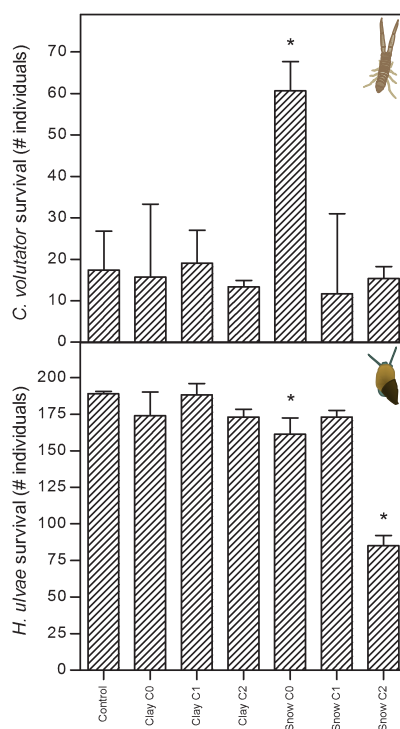 C. volutator survival (# individuals)
70
60
50
40
30
20
10
0
*
H. ulvae survival (# individuals)
200
175
150
125
100
75
50
25
0
*
*
Control
Clay C0
Clay C1
Clay C2
Snow C0
Snow C1
Snow C2